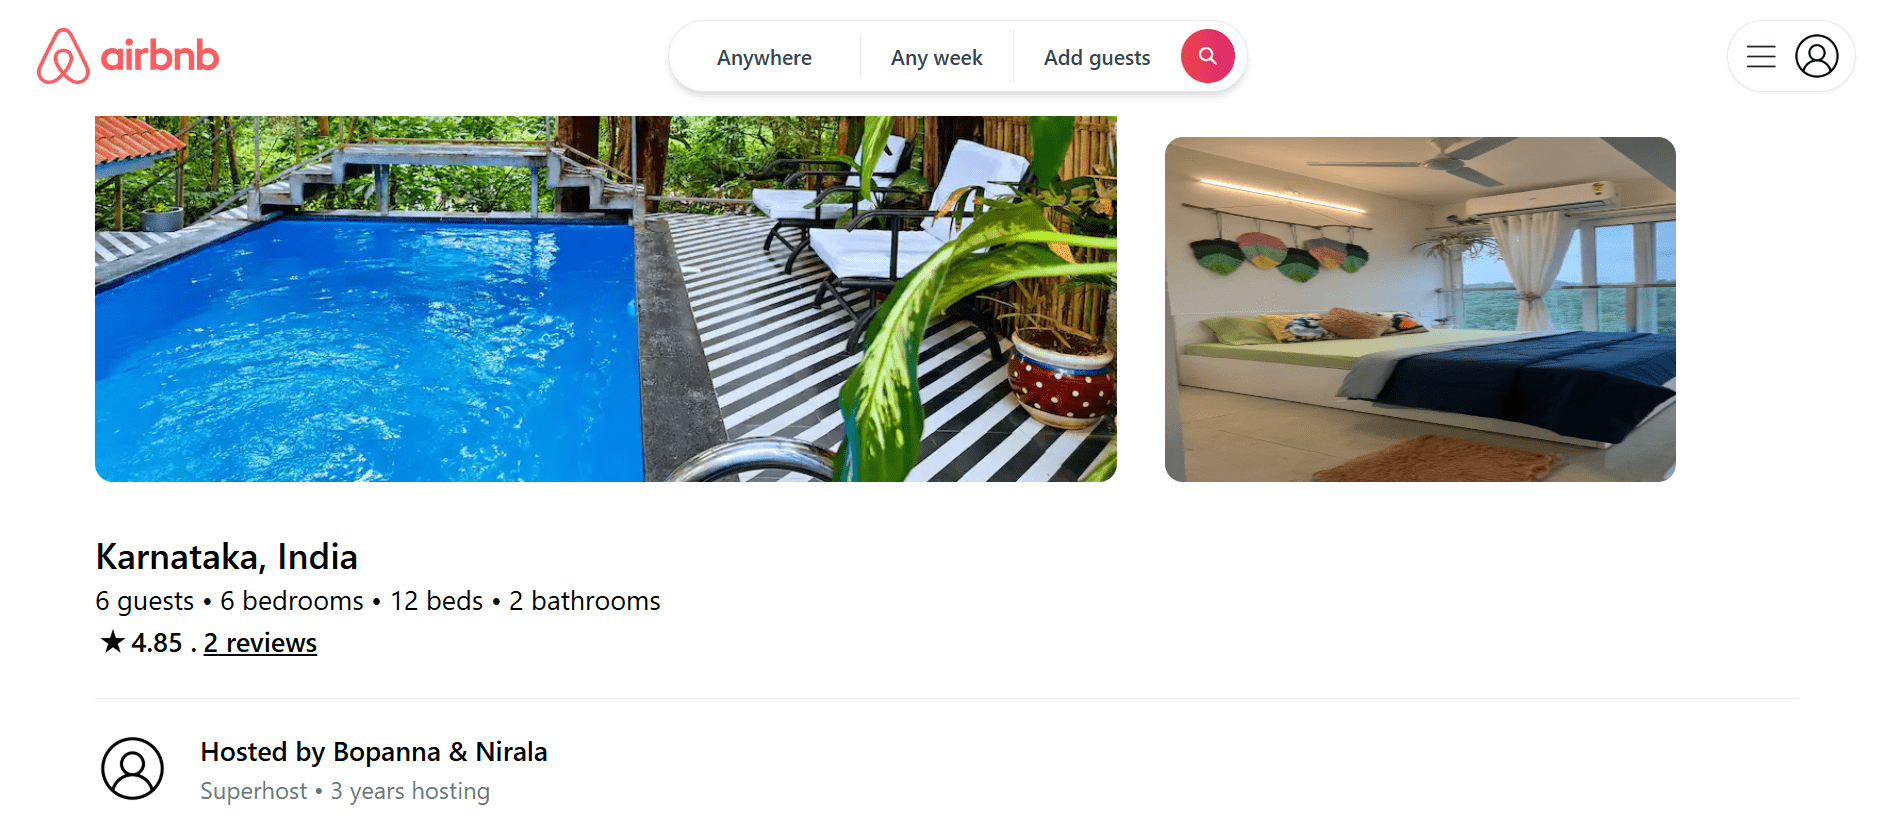 airbnb
Anywhere Any week Add guests
Karnataka, India
6 guests • 6 bedrooms • 12 beds • 2 bathrooms
★ 4.85 . 2 reviews
Hosted by Bopanna & Nirala
Superhost • 3 years hosting